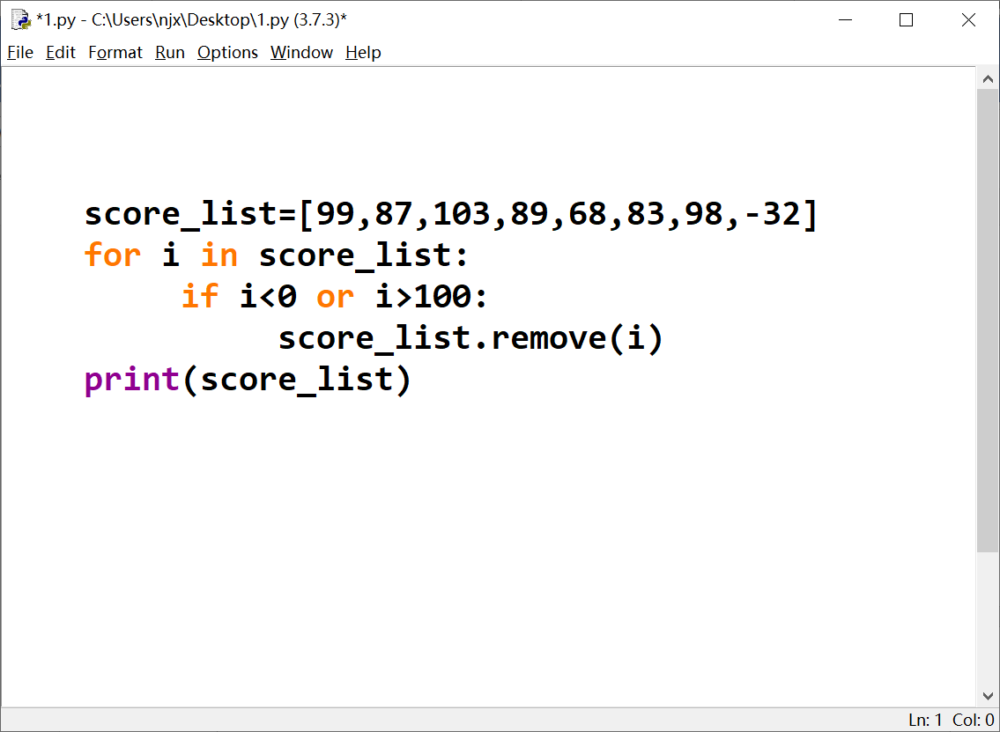 *1.py - C:\Users\njx\Desktop\1.py (3.7.3)*
File Edit Format Run Options Window Help
score_list=[99,87,103,89,68,83,98,-32]
for i in score_list:
     if i<0 or i>100:
          score_list.remove(i)
print(score_list)
Ln: 1 Col: 0